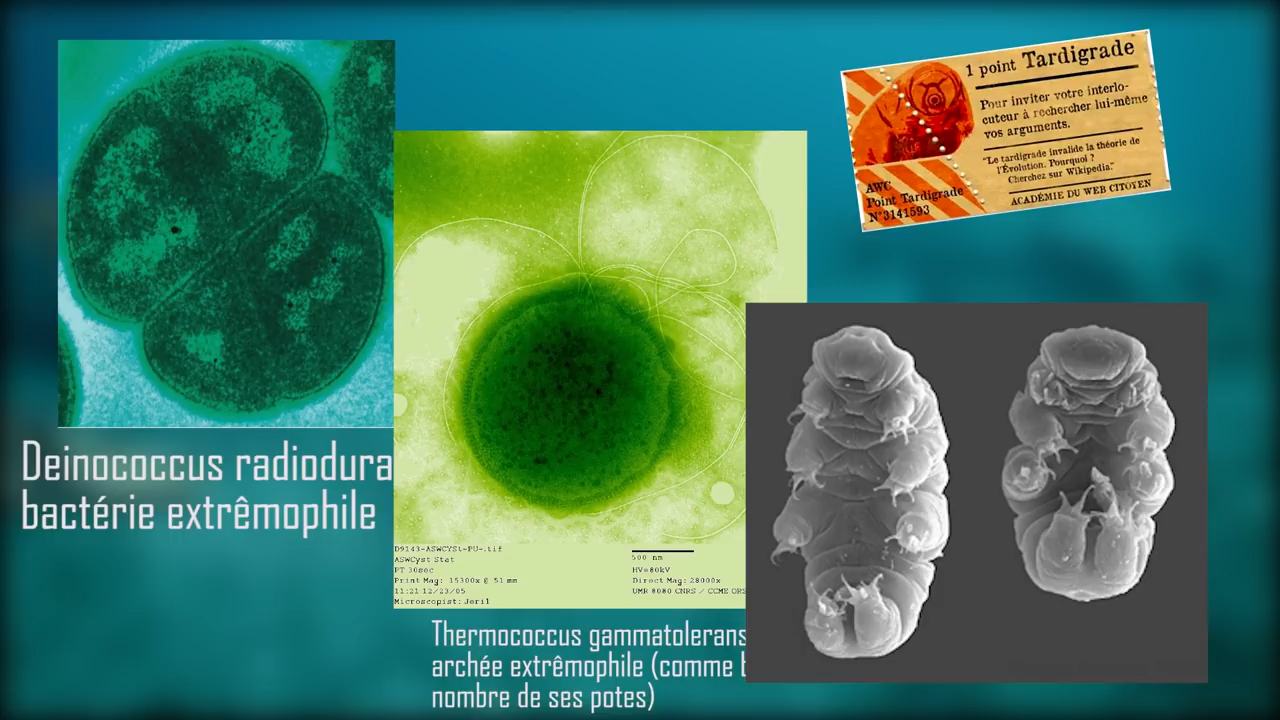 Deinococcus radiodura
bactérie extrêmophile
D9143-ASWCYSt-PU-.tif
ASWCyst Stat
PT 30sec
Print Mag: 15300x @ 51 mm
11:21 12/23/05
Microscopist: Jeril
500 nm
HV=80kV
Direct Mag: 28000x
UMR 8080 CNRS / CCME ORS
Thermococcus gammatolerans
archée extrêmophile (comme b
nombre de ses potes)
1 point Tardigrade
Pour inviter votre interlo-
cuteur à rechercher lui-même
vos arguments.
"Le tardigrade invalide la théorie de
l'Évolution. Pourquoi ?
Cherchez sur Wikipedia."
ACADÉMIE DU WEB CITOYEN
AWC
Point Tardigrade
N°3141593